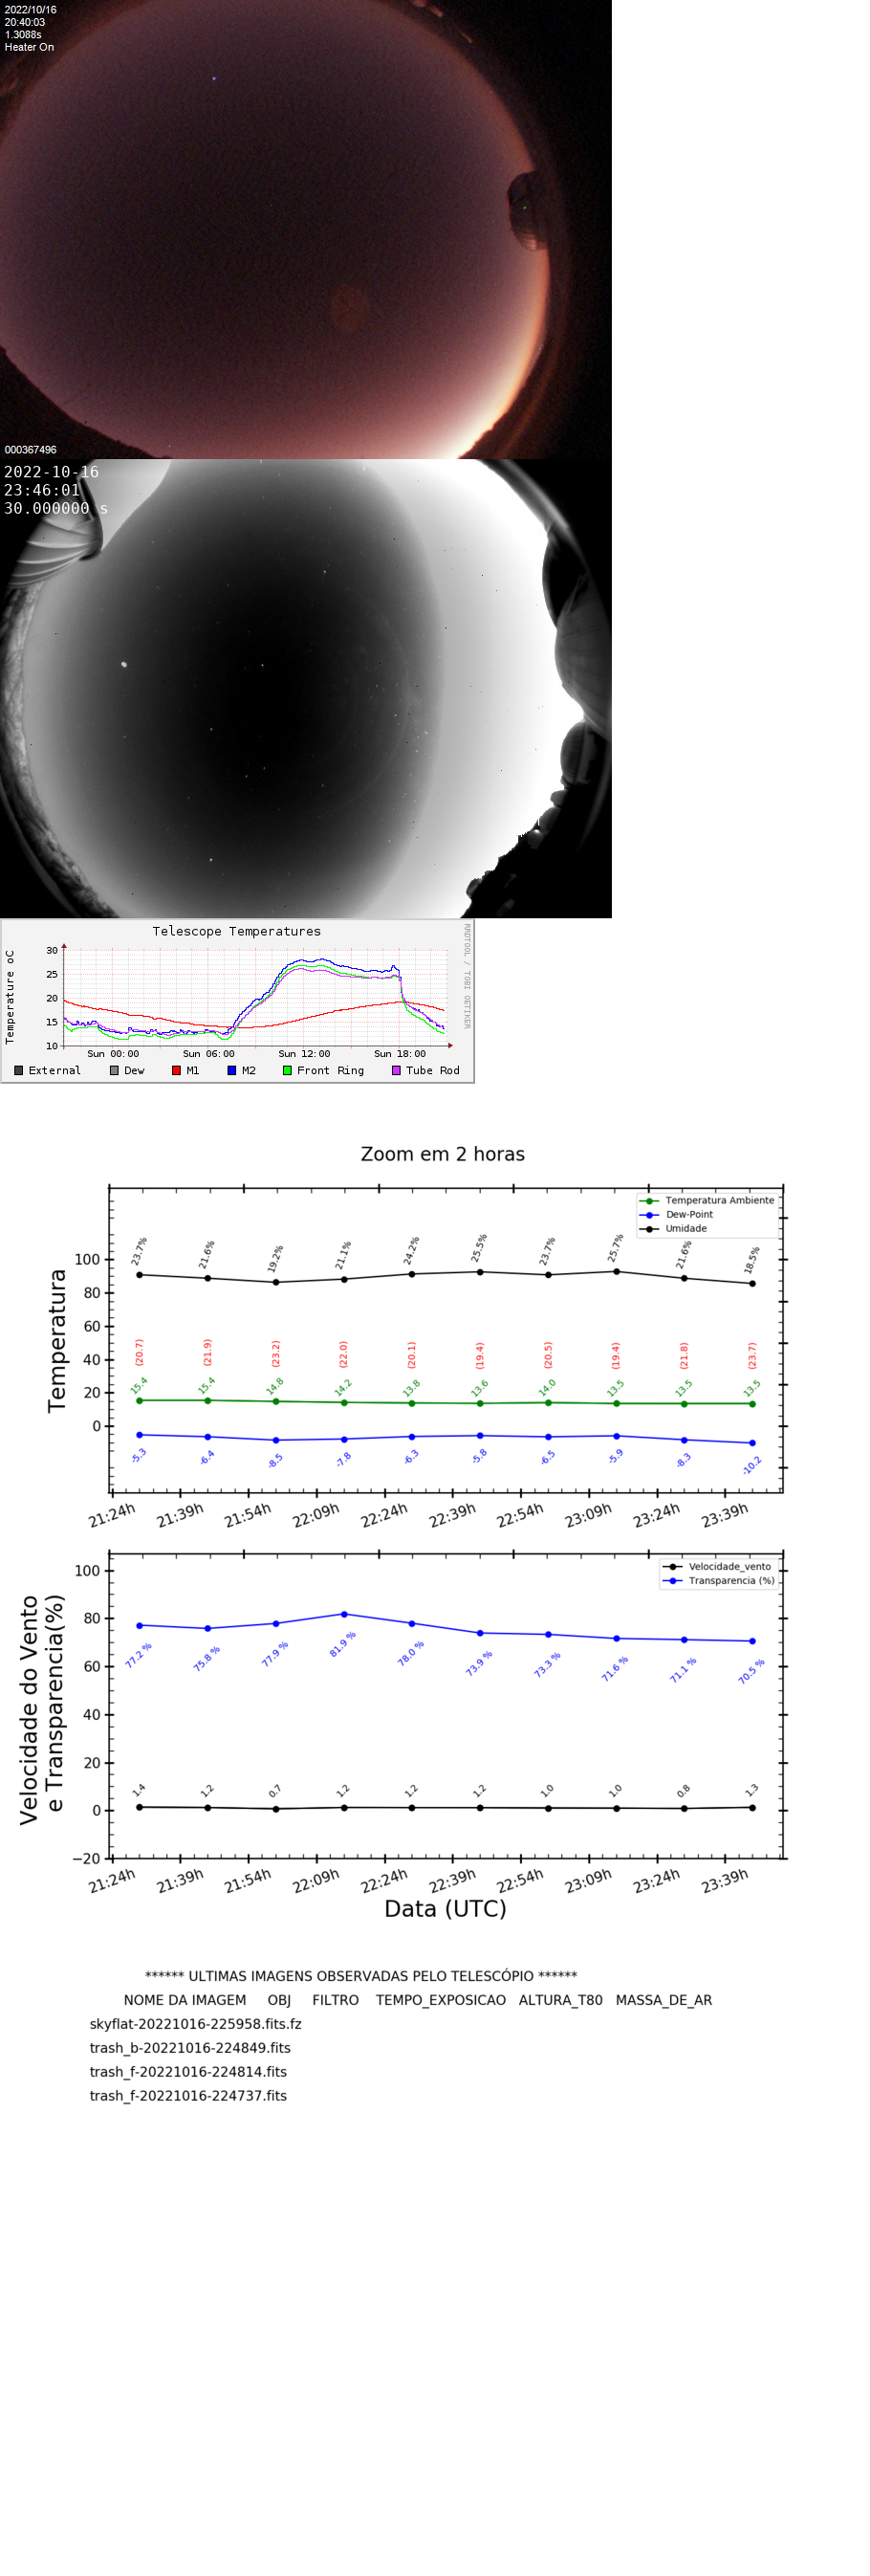 2022/10/16
20:40:03
1.3088s
Heater On
000367496
2022-10-16
23:46:01
30.000000 s
Telescope Temperatures
RRDTOOL / TOBI OETIKER
Temperature oC
30
25
20
15
10
Sun 00:00 Sun 06:00 Sun 12:00 Sun 18:00
External Dew M1 M2 Front Ring Tube Rod
Zoom em 2 horas
Temperatura Ambiente
Dew-Point
Umidade
Temperatura
100
80
60
40
20
0
23.7% 21.6% 19.2% 21.1% 24.2% 25.5% 23.7% 25.7% 21.6% 18.5%
(20.7) (21.9) (23.2) (22.0) (20.1) (19.4) (20.5) (19.4) (21.8) (23.7)
15.4 15.4 14.8 14.2 13.8 13.6 14.0 13.5 13.5 13.5
-5.3 -6.4 -8.5 -7.8 -6.3 -5.8 -6.5 -5.9 -8.3 -10.2
21:24h 21:39h 21:54h 22:09h 22:24h 22:39h 22:54h 23:09h 23:24h 23:39h
Velocidade_vento
Transparencia (%)
Velocidade do Vento
e Transparencia(%)
100
80
60
40
20
0
−20
77.2 % 75.8 % 77.9 % 81.9 % 78.0 % 73.9 % 73.3 % 71.6 % 71.1 % 70.5 %
1.4 1.2 0.7 1.2 1.2 1.2 1.0 1.0 0.8 1.3
21:24h 21:39h 21:54h 22:09h 22:24h 22:39h 22:54h 23:09h 23:24h 23:39h
Data (UTC)
****** ULTIMAS IMAGENS OBSERVADAS PELO TELESCÓPIO ******
NOME DA IMAGEM OBJ FILTRO TEMPO_EXPOSICAO ALTURA_T80 MASSA_DE_AR
skyflat-20221016-225958.fits.fz
trash_b-20221016-224849.fits
trash_f-20221016-224814.fits
trash_f-20221016-224737.fits